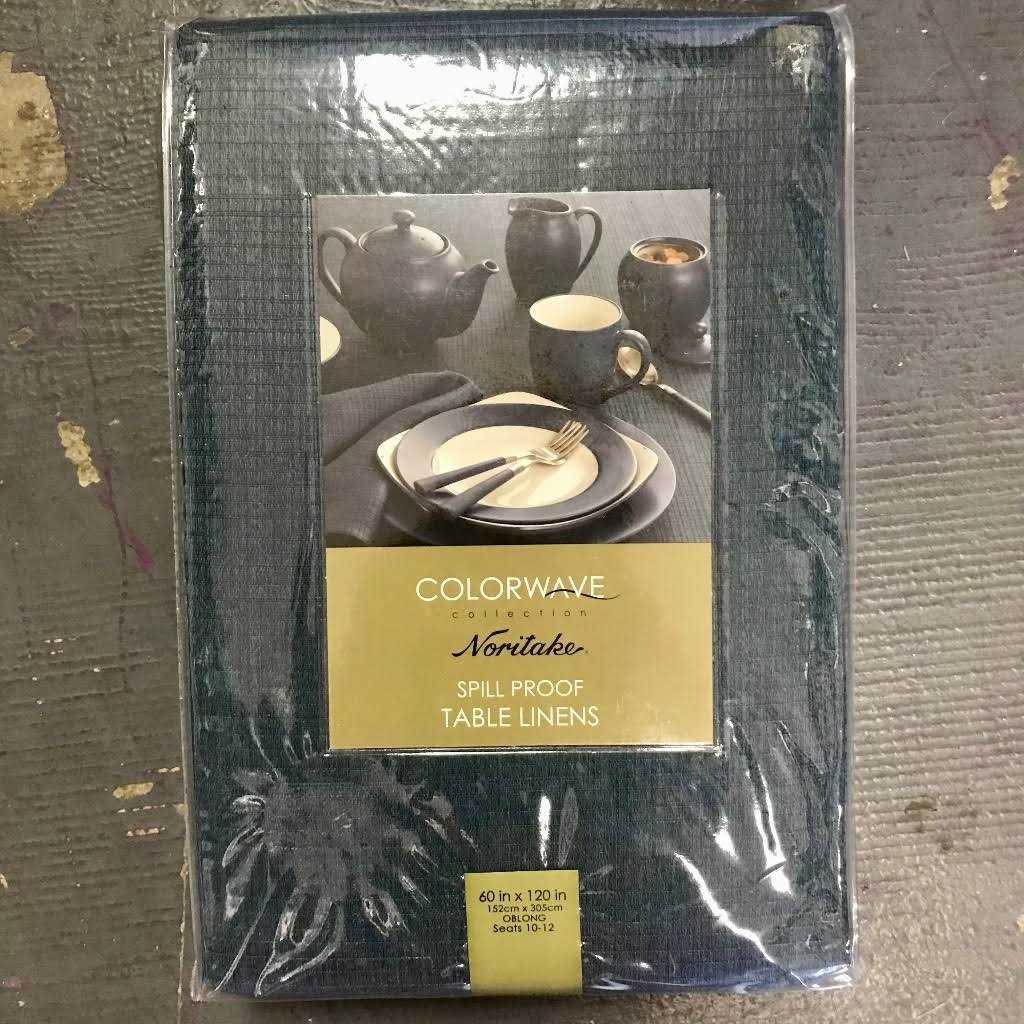 COLORWAVE
collection
Noritake®
SPILL PROOF
TABLE LINENS
60 in x 120 in
152cm x 305cm
OBLONG
Seats 10-12